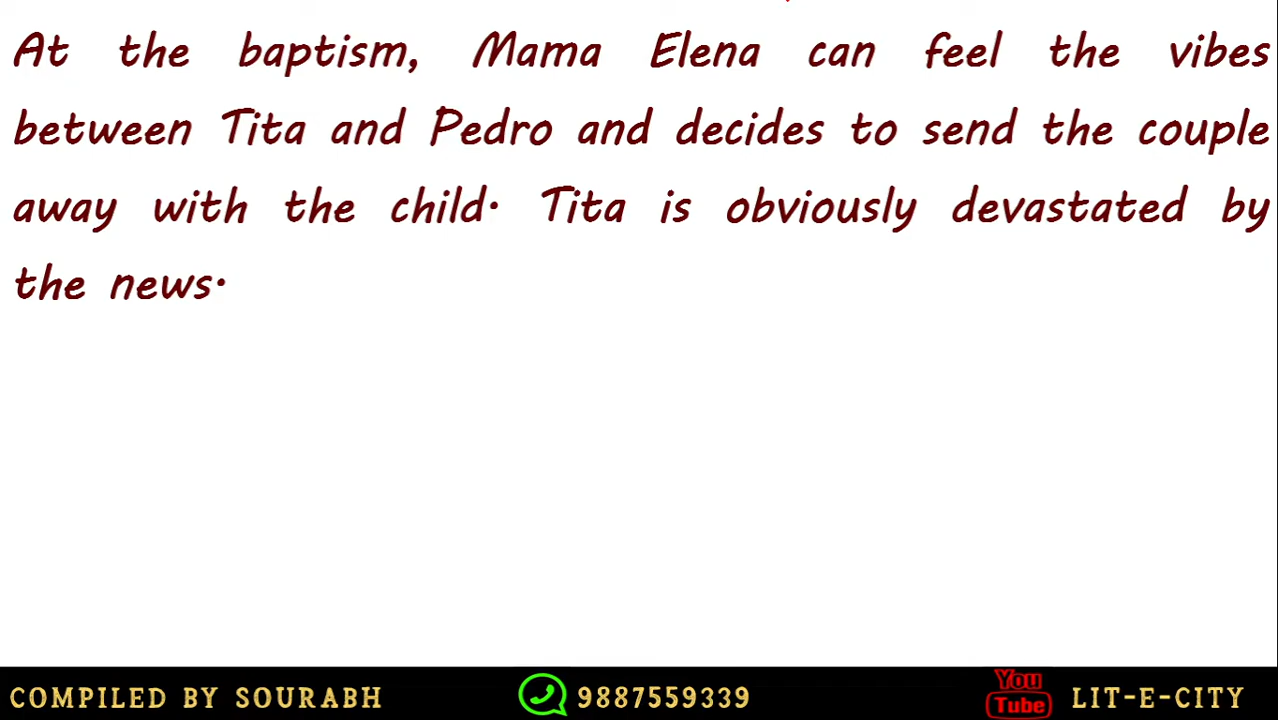 At the baptism, Mama Elena can feel the vibes
between Tita and Pedro and decides to send the couple
away with the child. Tita is obviously devastated by
the news.
COMPILED BY SOURABH 9887559339 You Tube LIT-E-CITY